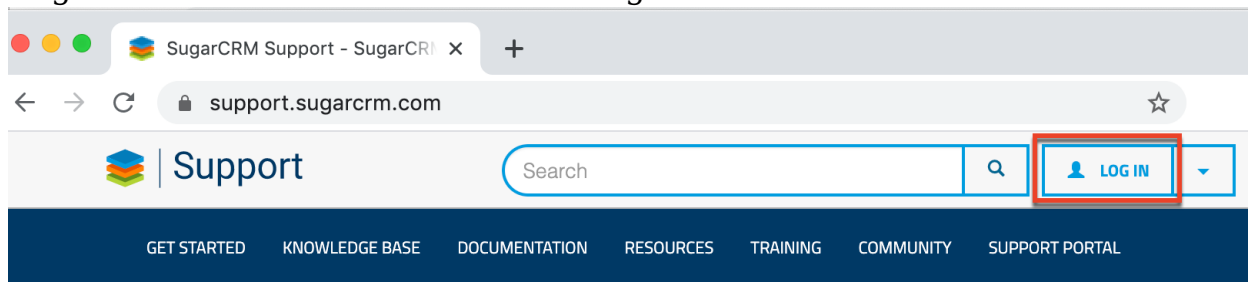 SugarCRM Support - SugarCR
support.sugarcrm.com
Support
Search
LOG IN
GET STARTED KNOWLEDGE BASE DOCUMENTATION RESOURCES TRAINING COMMUNITY SUPPORT PORTAL